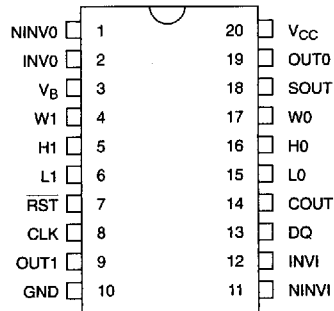 NINV0 1 20 VCC
INV0 2 19 OUT0
VB 3 18 SOUT
W1 4 17 W0
H1 5 16 H0
L1 6 15 L0
RST 7 14 COUT
CLK 8 13 DQ
OUT1 9 12 INVI
GND 10 11 NINVI